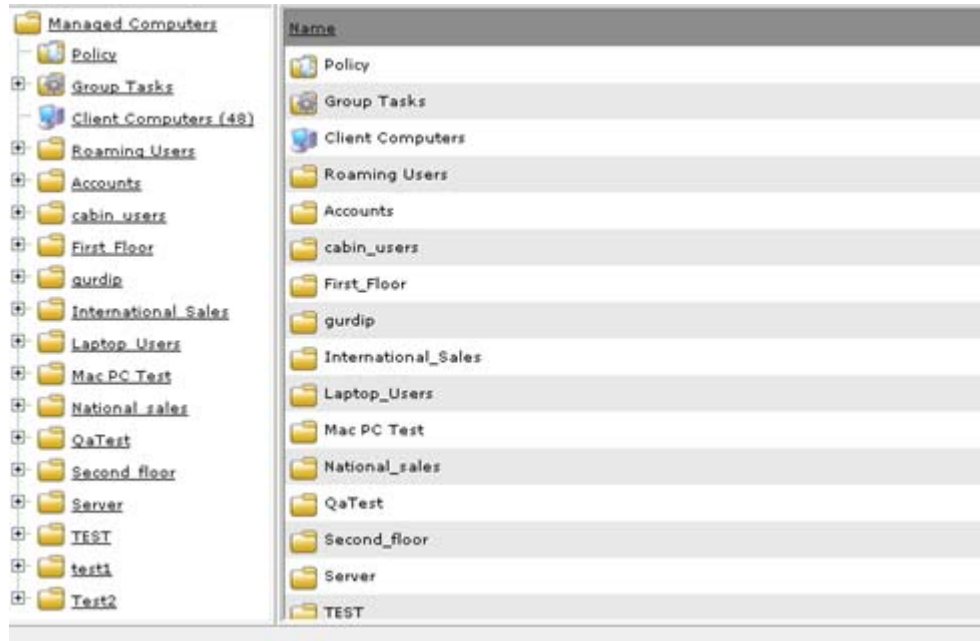 Managed Computers
Policy
Group Tasks
Client Computers (48)
Roaming Users
Accounts
cabin_users
First_Floor
gurdip
International_Sales
Laptop_Users
Mac PC Test
National_sales
QaTest
Second_floor
Server
TEST
test1
Test2
Name
Policy
Group Tasks
Client Computers
Roaming Users
Accounts
cabin_users
First_Floor
gurdip
International_Sales
Laptop_Users
Mac PC Test
National_sales
QaTest
Second_floor
Server
TEST